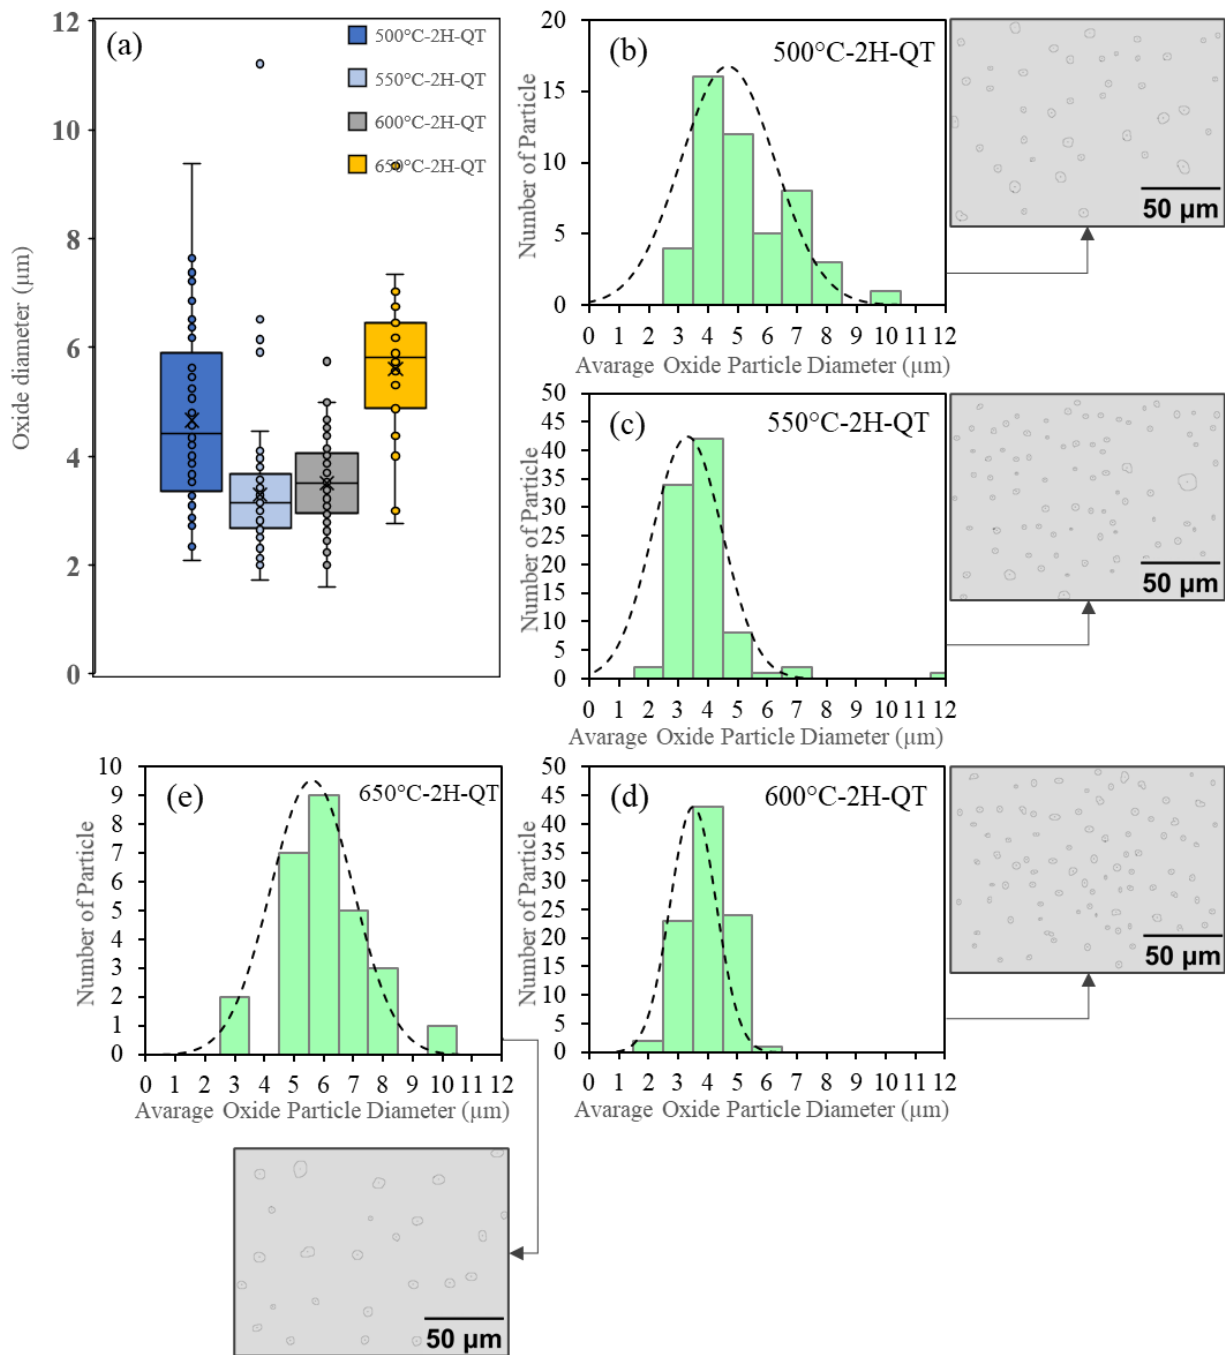 (a)
500°C-2H-QT
550°C-2H-QT
600°C-2H-QT
650°C-2H-QT
12
10
8
6
4
2
0
Oxide diameter (µm)
(b)
500°C-2H-QT
20
15
10
5
0
Number of Particle
0 1 2 3 4 5 6 7 8 9 10 11 12
Avarage Oxide Particle Diameter (µm)
50 µm
(c)
550°C-2H-QT
50
45
40
35
30
25
20
15
10
5
0
Number of Particle
0 1 2 3 4 5 6 7 8 9 10 11 12
Avarage Oxide Particle Diameter (µm)
50 µm
(e)
650°C-2H-QT
10
9
8
7
6
5
4
3
2
1
0
Number of Particle
0 1 2 3 4 5 6 7 8 9 10 11 12
Avarage Oxide Particle Diameter (µm)
50 µm
(d)
600°C-2H-QT
50
45
40
35
30
25
20
15
10
5
0
Number of Particle
0 1 2 3 4 5 6 7 8 9 10 11 12
Avarage Oxide Particle Diameter (µm)
50 µm